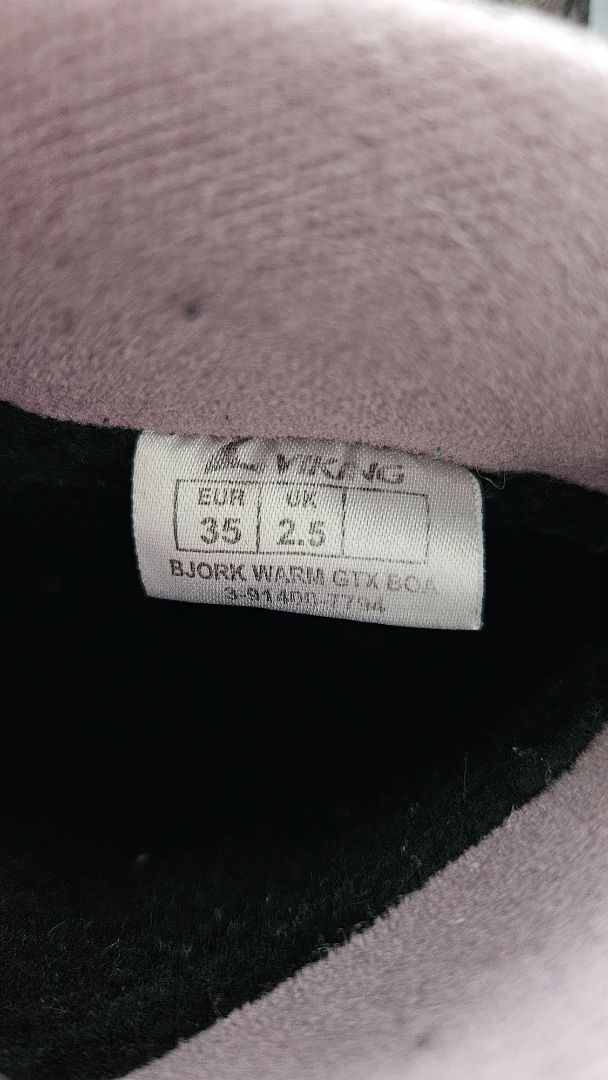 VIKING
EUR UK
35 2.5
BJORK WARM GTX BOA
3-91400-7794